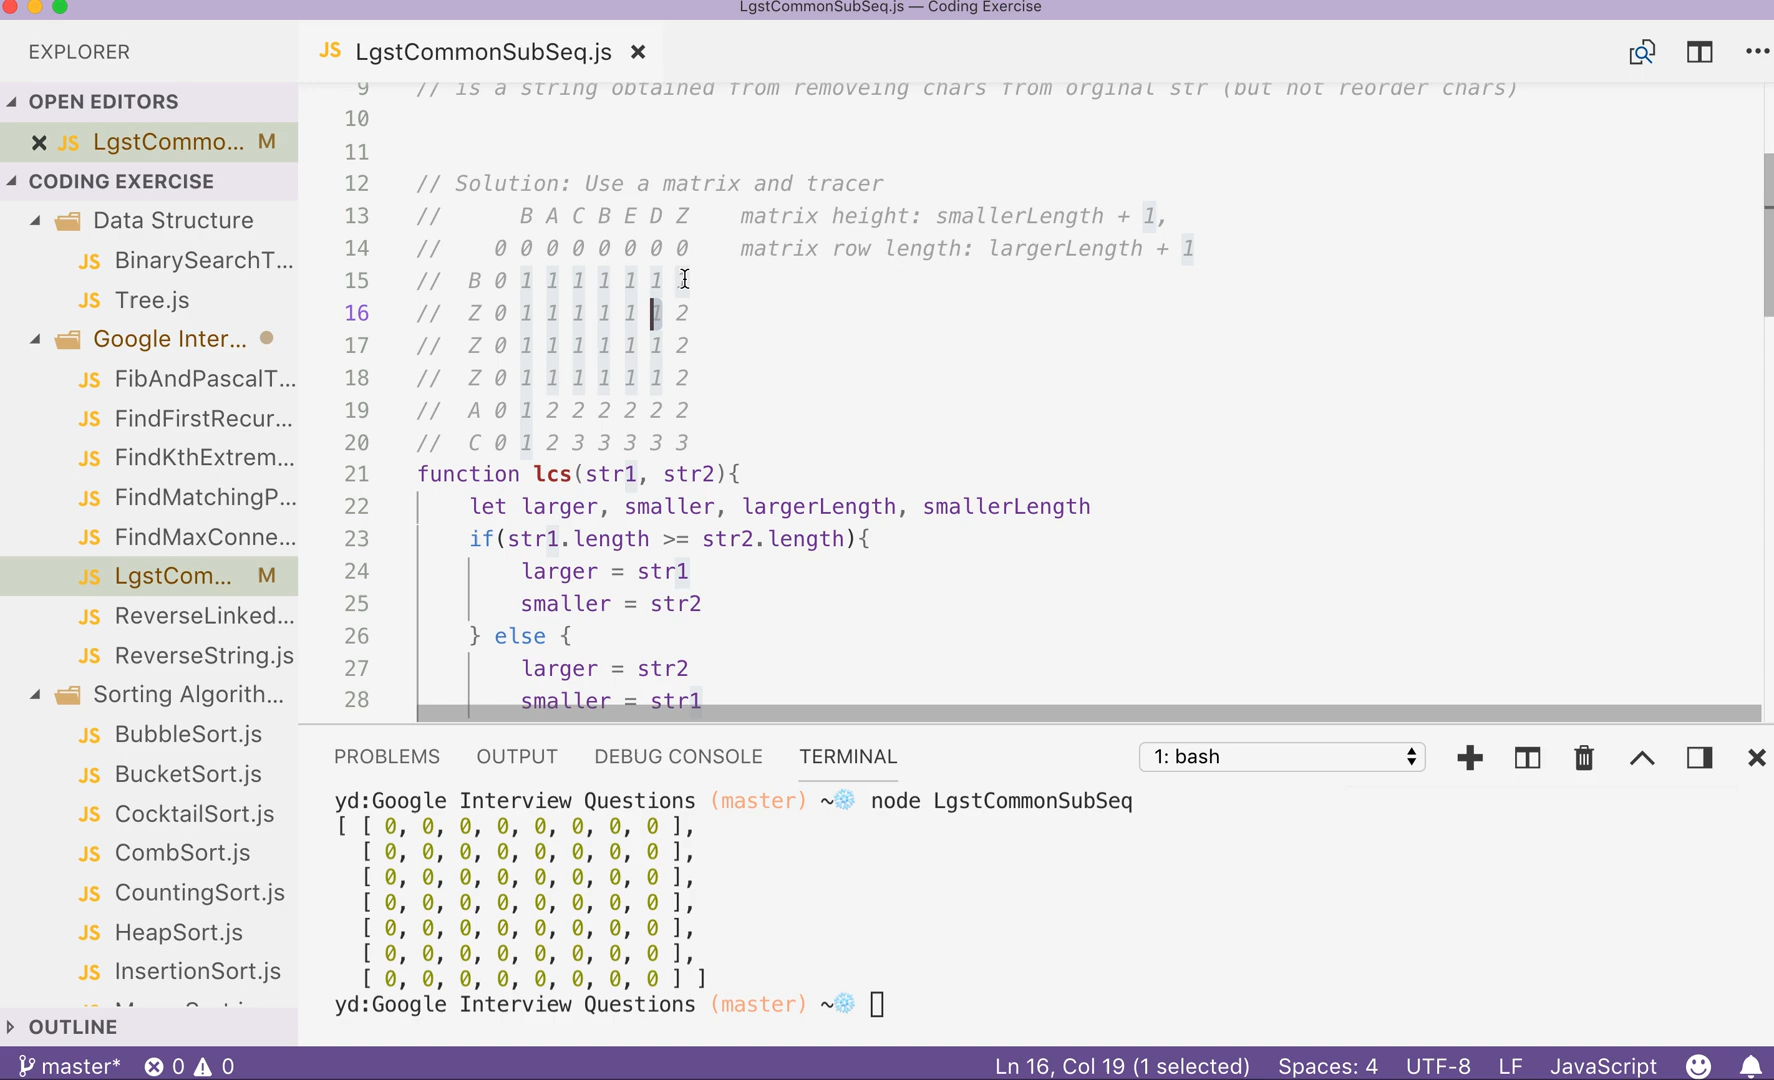 LgstCommonSubSeq.js — Coding Exercise
EXPLORER
OPEN EDITORS
JS LgstCommo... M
CODING EXERCISE
Data Structure
JS BinarySearchT...
JS Tree.js
Google Inter...
JS FibAndPascalT...
JS FindFirstRecur...
JS FindKthExtrem...
JS FindMatchingP...
JS FindMaxConne...
JS LgstCom... M
JS ReverseLinked...
JS ReverseString.js
Sorting Algorith...
JS BubbleSort.js
JS BucketSort.js
JS CocktailSort.js
JS CombSort.js
JS CountingSort.js
JS HeapSort.js
JS InsertionSort.js
OUTLINE
JS LgstCommonSubSeq.js
9 // is a string obtained from removeing chars from orginal str (but not reorder chars)
10
11
12 // Solution: Use a matrix and tracer
13 // B A C B E D Z matrix height: smallerLength + 1,
14 // 0 0 0 0 0 0 0 0 matrix row length: largerLength + 1
15 // B 0 1 1 1 1 1 1
16 // Z 0 1 1 1 1 1 1 2
17 // Z 0 1 1 1 1 1 1 2
18 // Z 0 1 1 1 1 1 1 2
19 // A 0 1 2 2 2 2 2 2
20 // C 0 1 2 3 3 3 3 3
21 function lcs(str1, str2){
22 let larger, smaller, largerLength, smallerLength
23 if(str1.length >= str2.length){
24 larger = str1
25 smaller = str2
26 } else {
27 larger = str2
28 smaller = str1
PROBLEMS OUTPUT DEBUG CONSOLE TERMINAL 1: bash
yd:Google Interview Questions (master) ~❄️ node LgstCommonSubSeq
[ [ 0, 0, 0, 0, 0, 0, 0, 0 ],
[ 0, 0, 0, 0, 0, 0, 0, 0 ],
[ 0, 0, 0, 0, 0, 0, 0, 0 ],
[ 0, 0, 0, 0, 0, 0, 0, 0 ],
[ 0, 0, 0, 0, 0, 0, 0, 0 ],
[ 0, 0, 0, 0, 0, 0, 0, 0 ],
[ 0, 0, 0, 0, 0, 0, 0, 0 ] ]
yd:Google Interview Questions (master) ~❄️
master* 0 0 Ln 16, Col 19 (1 selected) Spaces: 4 UTF-8 LF JavaScript